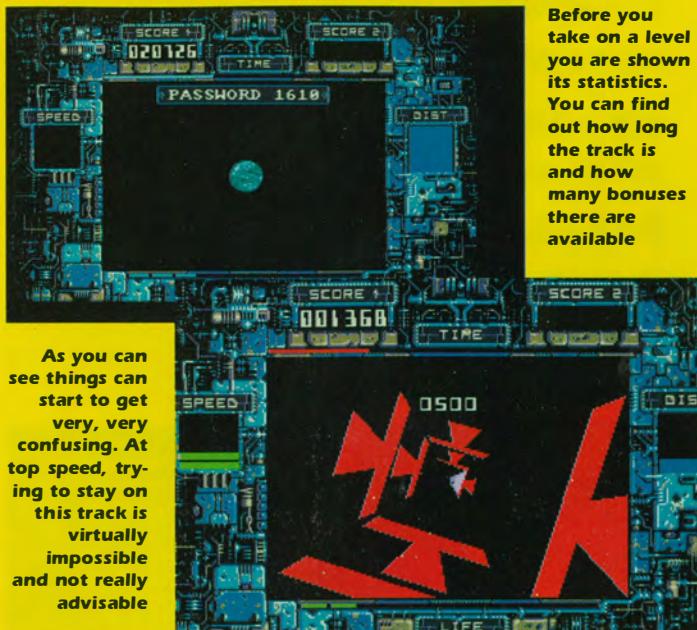 SCORE 1
SCORE 2
020726
TIME
PASSWORD 1610
SPEED
DIST
Before you
take on a level
you are shown
its statistics.
You can find
out how long
the track is
and how
many bonuses
there are
available
As you can
see things can
start to get
very, very
confusing. At
top speed, try-
ing to stay on
this track is
virtually
impossible
and not really
advisable
SCORE 1
SCORE 2
001368
TIME
SPEED
DIS
0500
LIFE